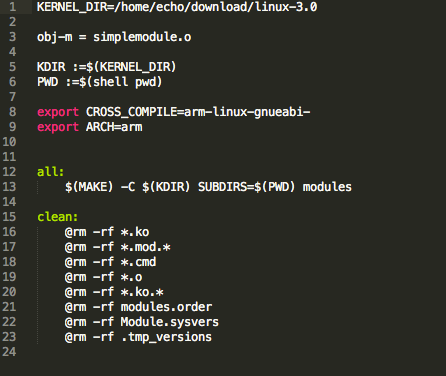 1 KERNEL_DIR=/home/echo/download/linux-3.0
2
3 obj-m = simplemodule.o
4
5 KDIR :=$(KERNEL_DIR)
6 PWD :=$(shell pwd)
7
8 export CROSS_COMPILE=arm-linux-gnueabi-
9 export ARCH=arm
10
11
12 all:
13 $(MAKE) -C $(KDIR) SUBDIRS=$(PWD) modules
14
15 clean:
16 @rm -rf *.ko
17 @rm -rf *.mod.*
18 @rm -rf *.cmd
19 @rm -rf *.o
20 @rm -rf *.ko.*
21 @rm -rf modules.order
22 @rm -rf Module.sysvers
23 @rm -rf .tmp_versions
24